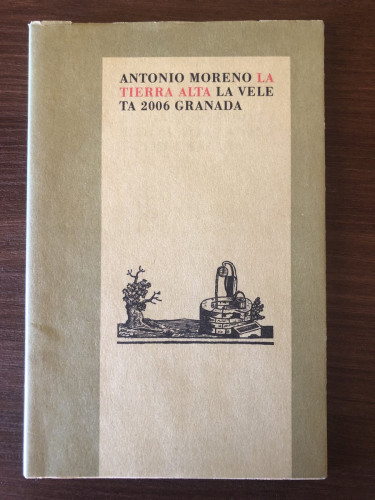 ANTONIO MORENO LA
TIERRA ALTA LA VELE
TA 2006 GRANADA